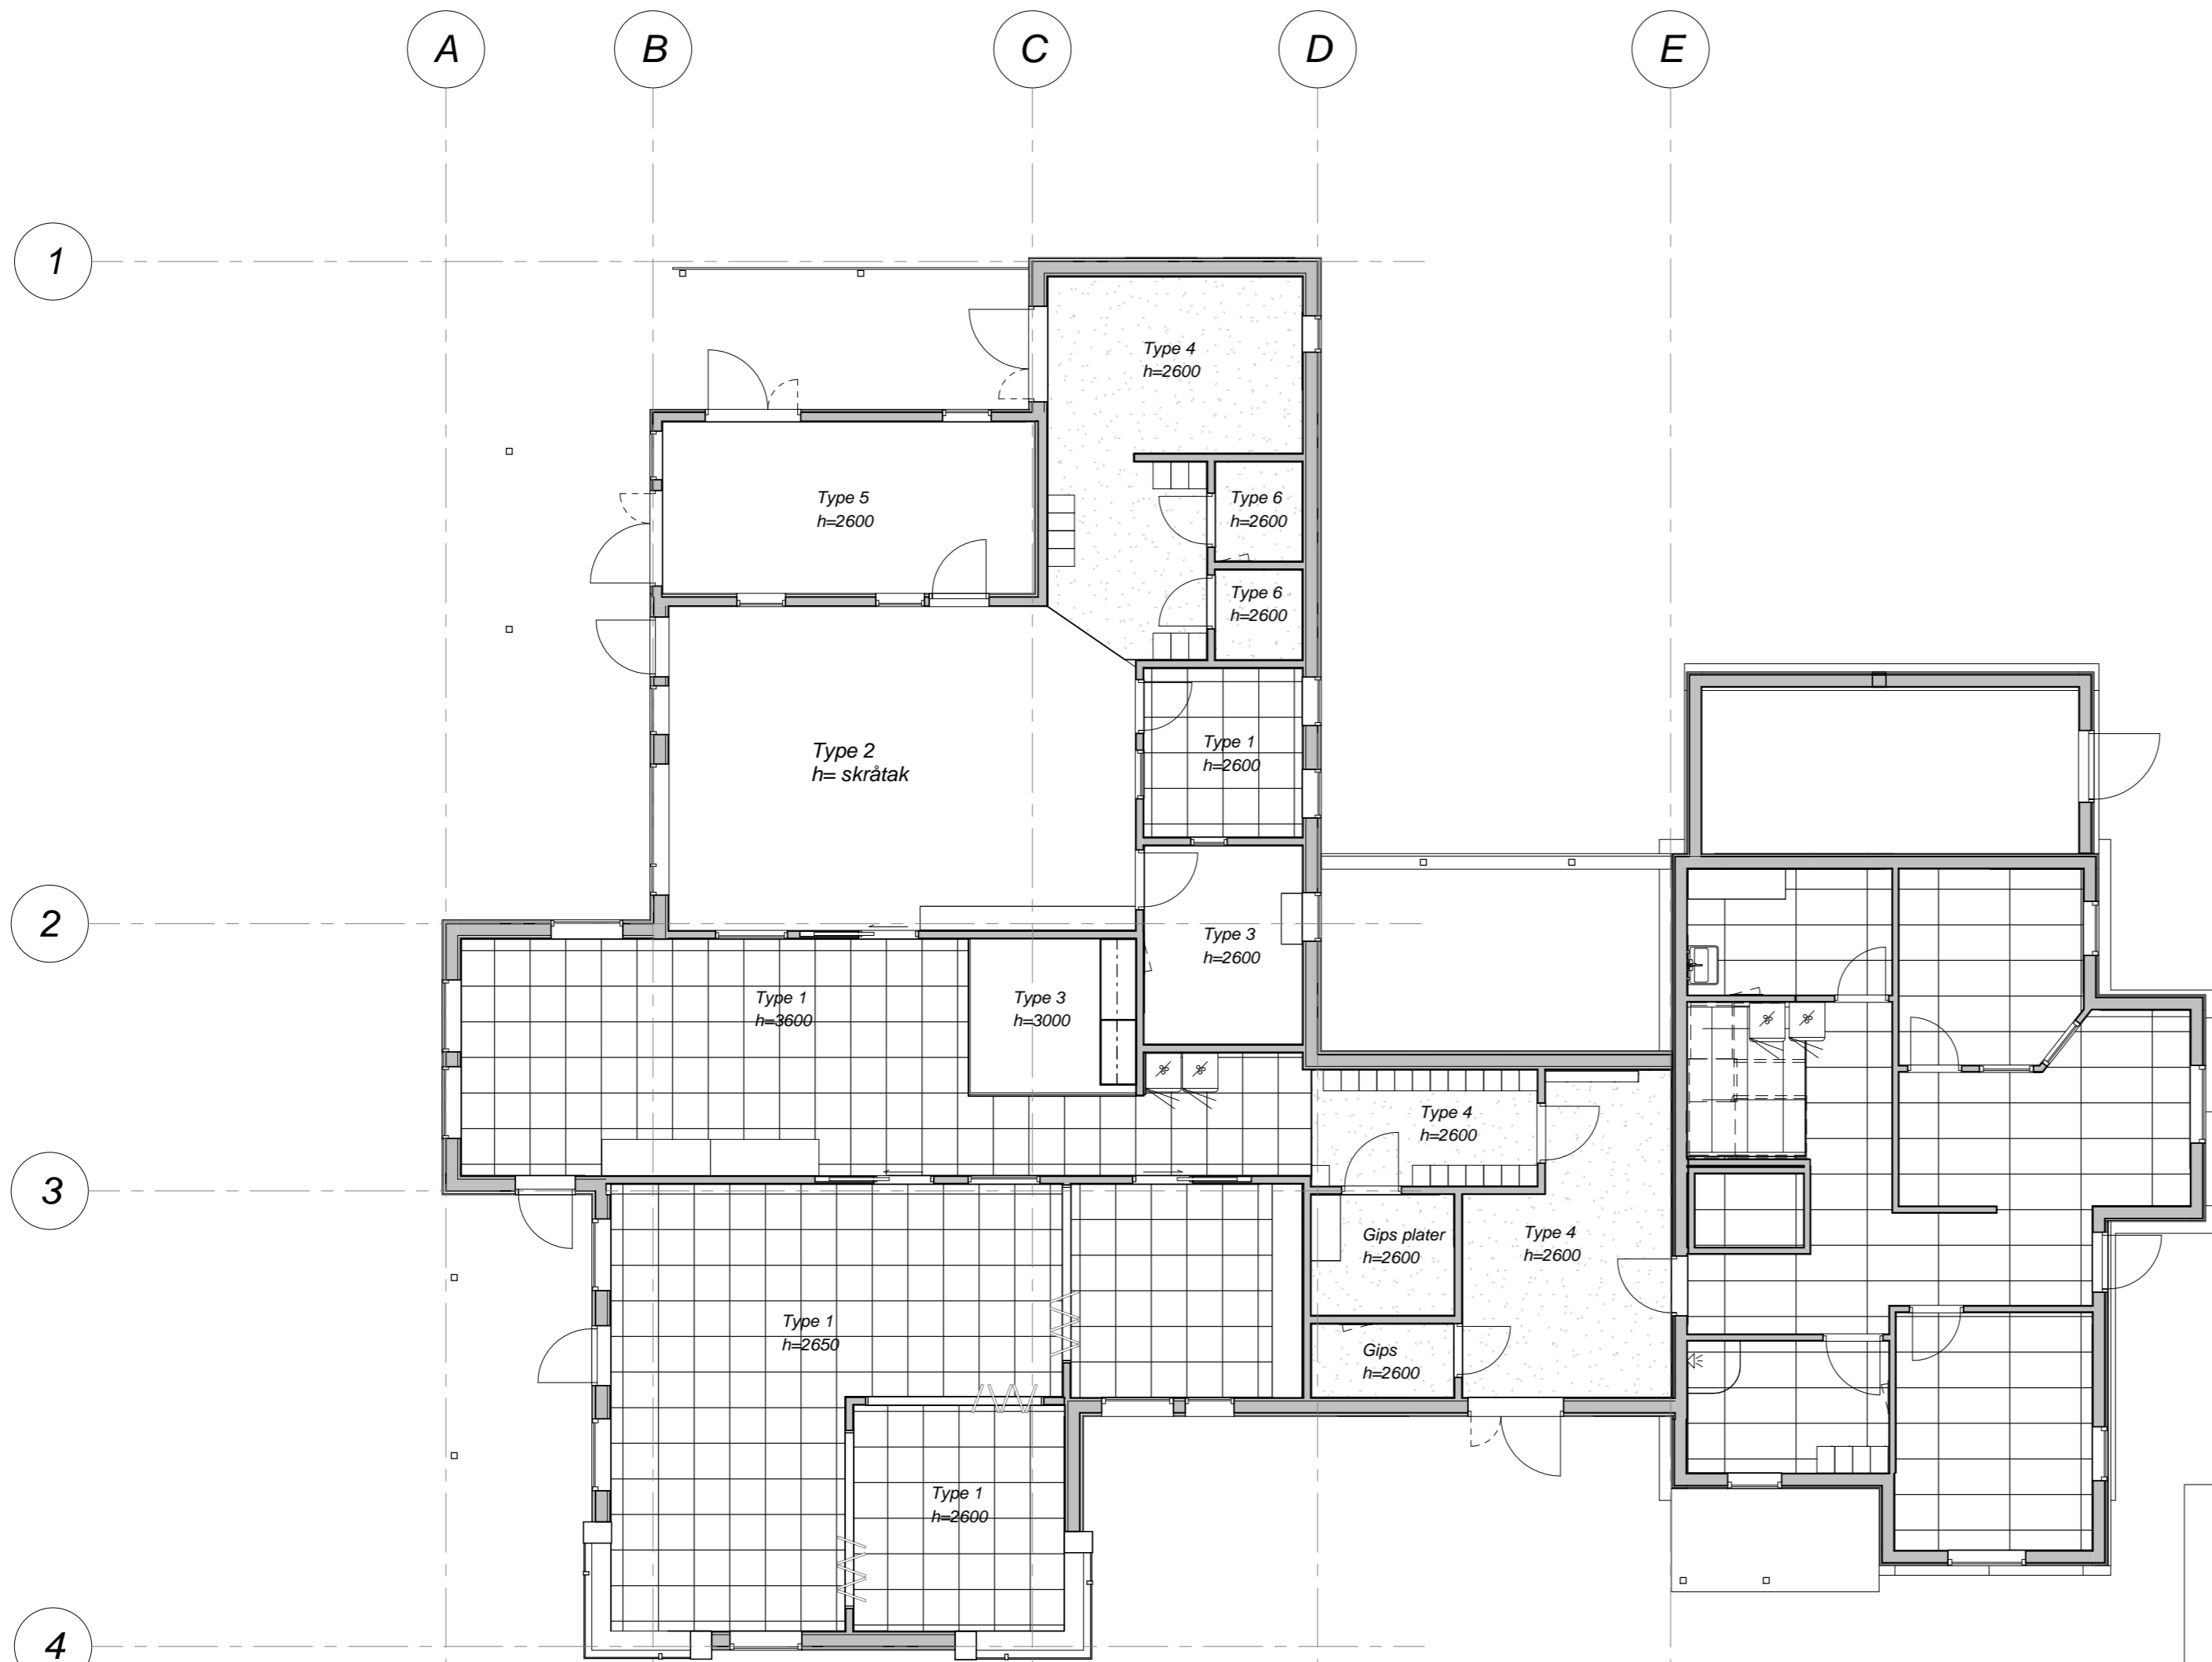 A
B
C
D
E
1
Type 4
h=2600
Type 5
h=2600
Type 6
h=2600
Type 6
h=2600
Type 2
h= skråtak
Type 1
h=2600
2
Type 3
h=2600
Type 1
h=3600
Type 3
h=3000
Type 4
h=2600
3
Gips plater
h=2600
Type 4
h=2600
Type 1
h=2650
Gips
h=2600
Type 1
h=2600
4